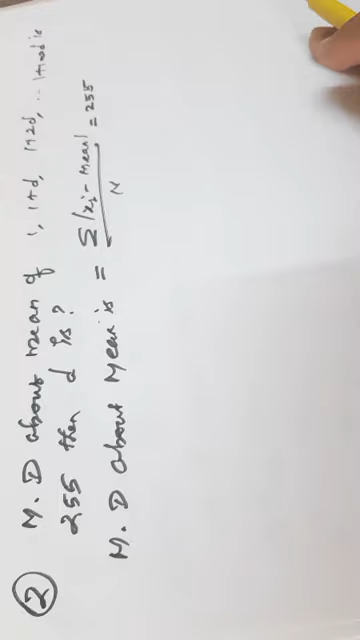 ② M. D about mean of 1, 1+d, 1+2d, ... 1+100d is
255 then d is?
M. D about Mean is = Σ|xᵢ - Mean| / N = 255